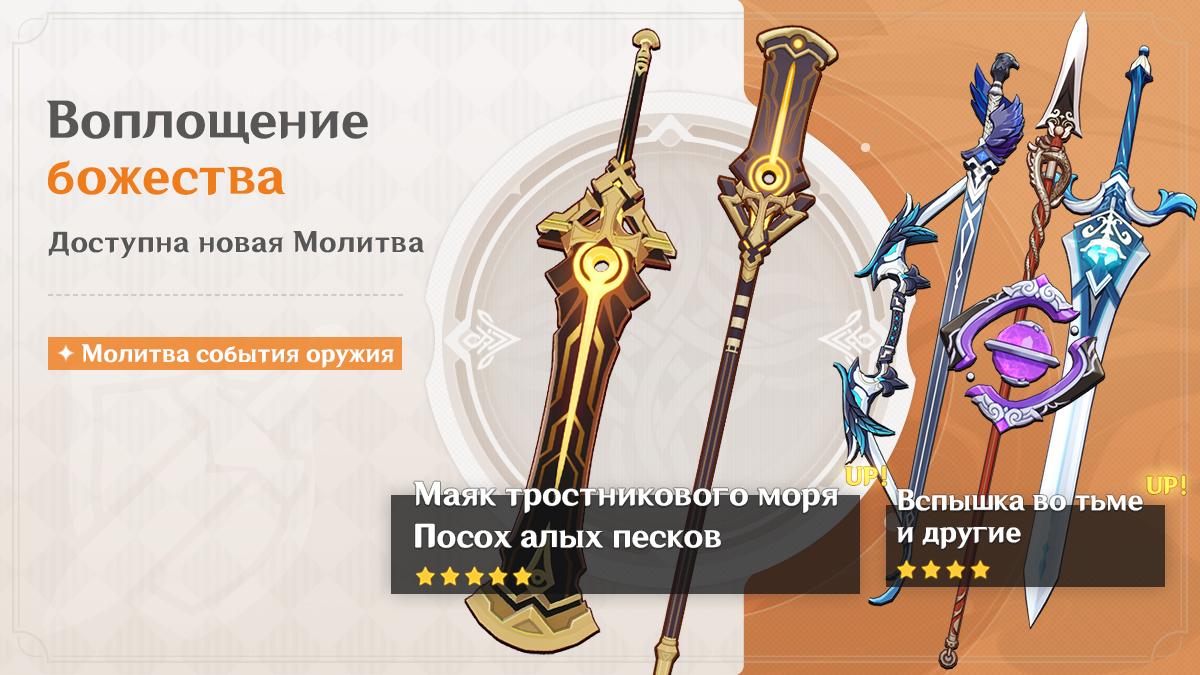 Воплощение
божества
Доступна новая Молитва
✦ Молитва события оружия
Маяк тростникового моря
Посох алых песков
UP!
Вспышка во тьме
и другие
UP!